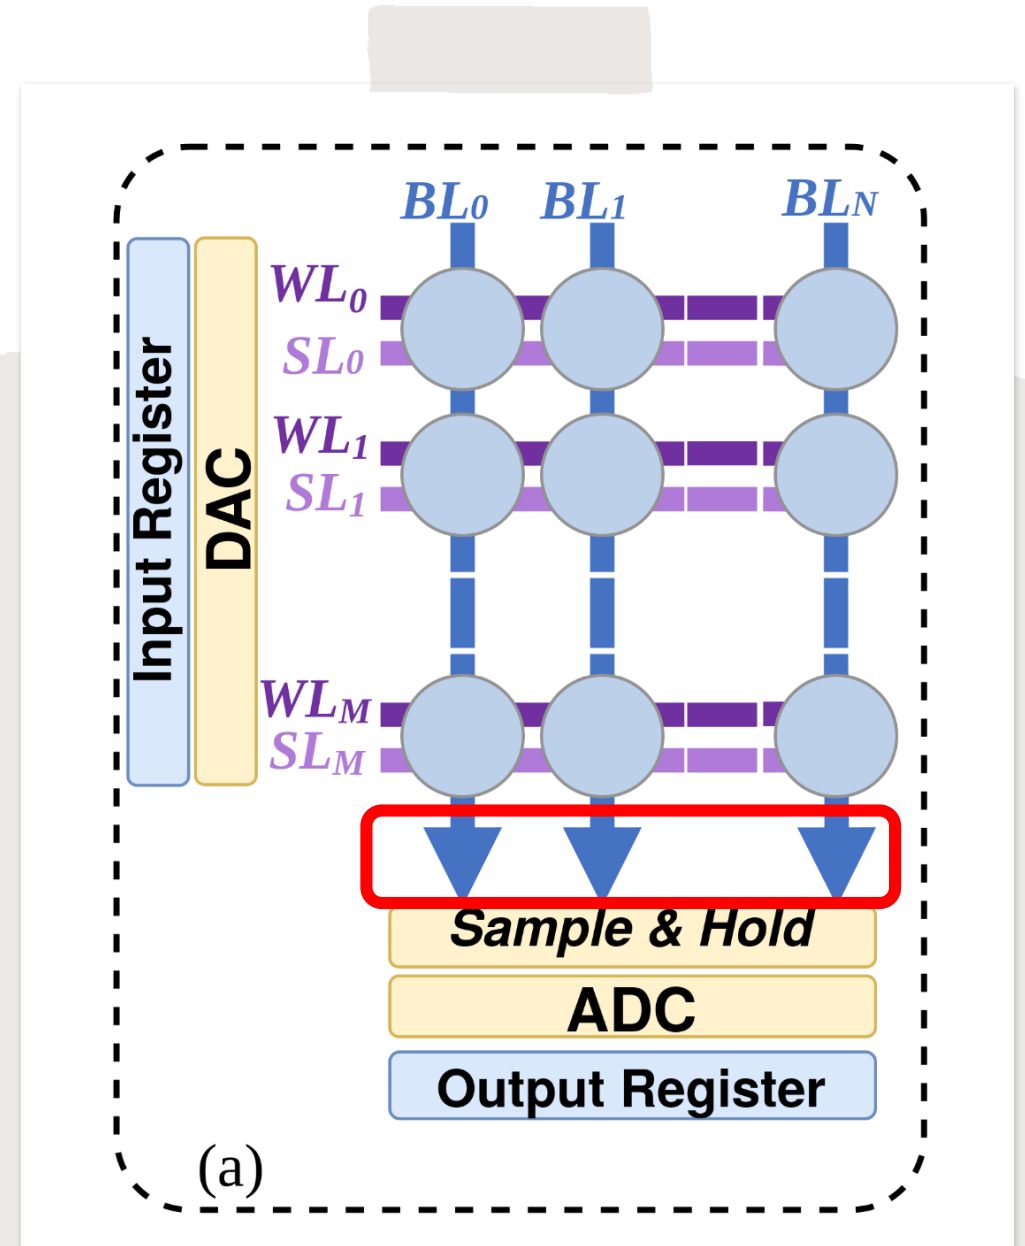 BL0 BL1 BLN
WL0
SL0
WL1
SL1
WLM
SLM
Input Register
DAC
Sample & Hold
ADC
Output Register
(a)